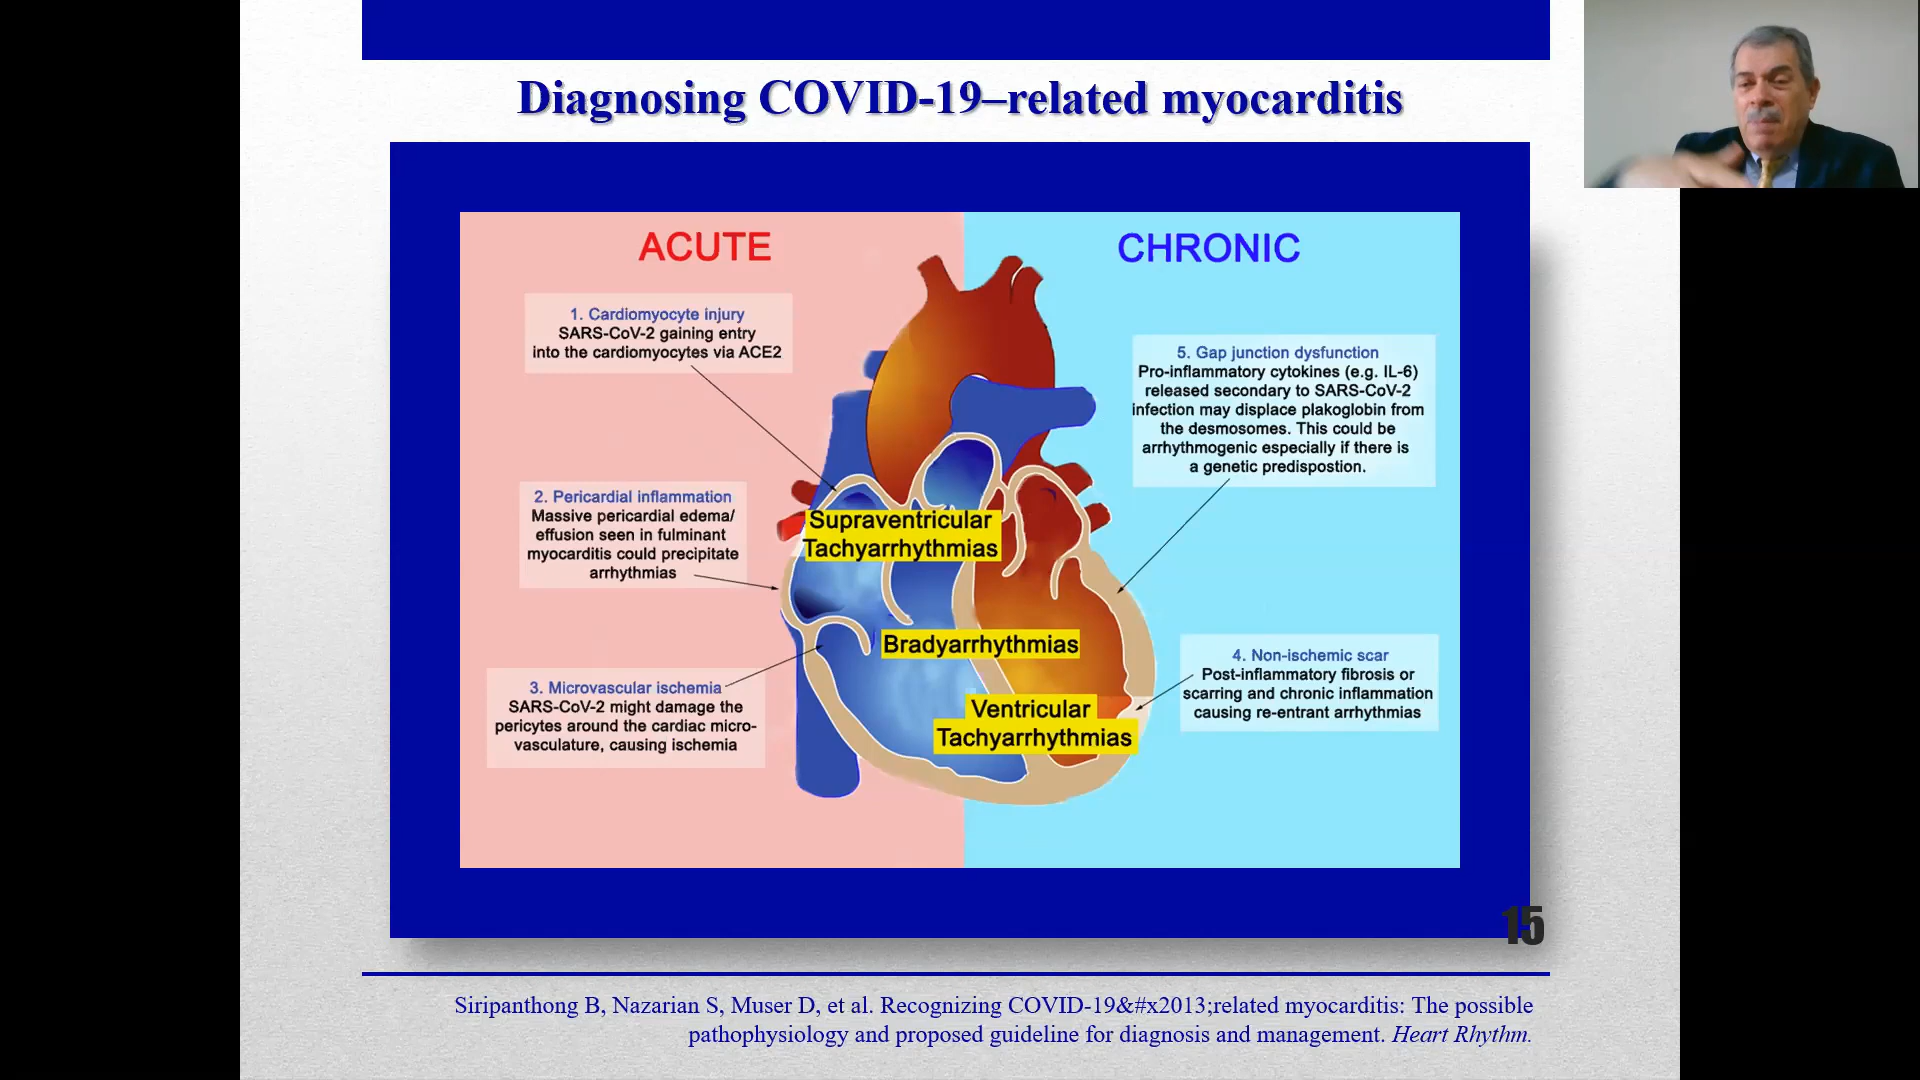 Diagnosing COVID-19–related myocarditis
ACUTE
1. Cardiomyocyte injury
SARS-CoV-2 gaining entry
into the cardiomyocytes via ACE2
2. Pericardial inflammation
Massive pericardial edema/
effusion seen in fulminant
myocarditis could precipitate
arrhythmias
3. Microvascular ischemia
SARS-CoV-2 might damage the
pericytes around the cardiac micro-
vasculature, causing ischemia
Supraventricular
Tachyarrhythmias
Bradyarrhythmias
Ventricular
Tachyarrhythmias
CHRONIC
5. Gap junction dysfunction
Pro-inflammatory cytokines (e.g. IL-6)
released secondary to SARS-CoV-2
infection may displace plakoglobin from
the desmosomes. This could be
arrhythmogenic especially if there is
a genetic predispostion.
4. Non-ischemic scar
Post-inflammatory fibrosis or
scarring and chronic inflammation
causing re-entrant arrhythmias
15
Siripanthong B, Nazarian S, Muser D, et al. Recognizing COVID-19&#x2013;related myocarditis: The possible
pathophysiology and proposed guideline for diagnosis and management. Heart Rhythm.